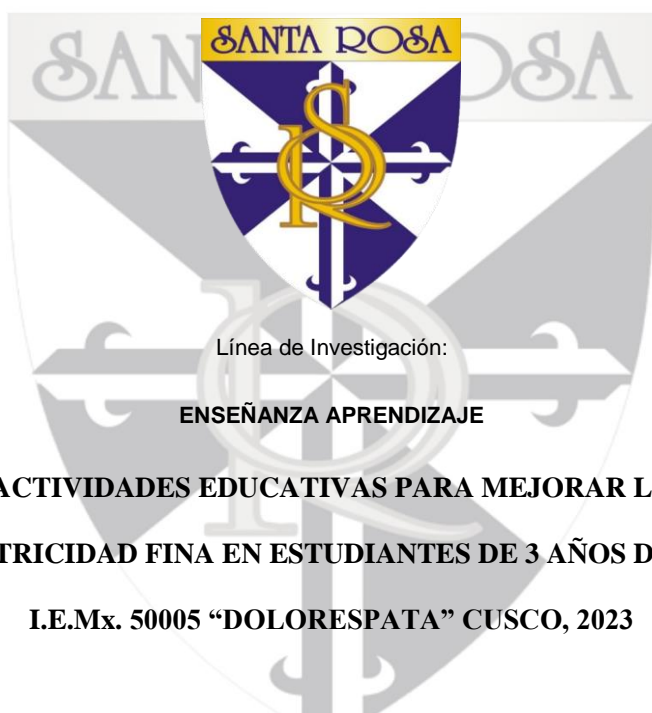 SANTA ROSA
Línea de Investigación:
ENSEÑANZA APRENDIZAJE
ACTIVIDADES EDUCATIVAS PARA MEJORAR L
TRICIDAD FINA EN ESTUDIANTES DE 3 AÑOS D
I.E.Mx. 50005 “DOLORESPATA” CUSCO, 2023